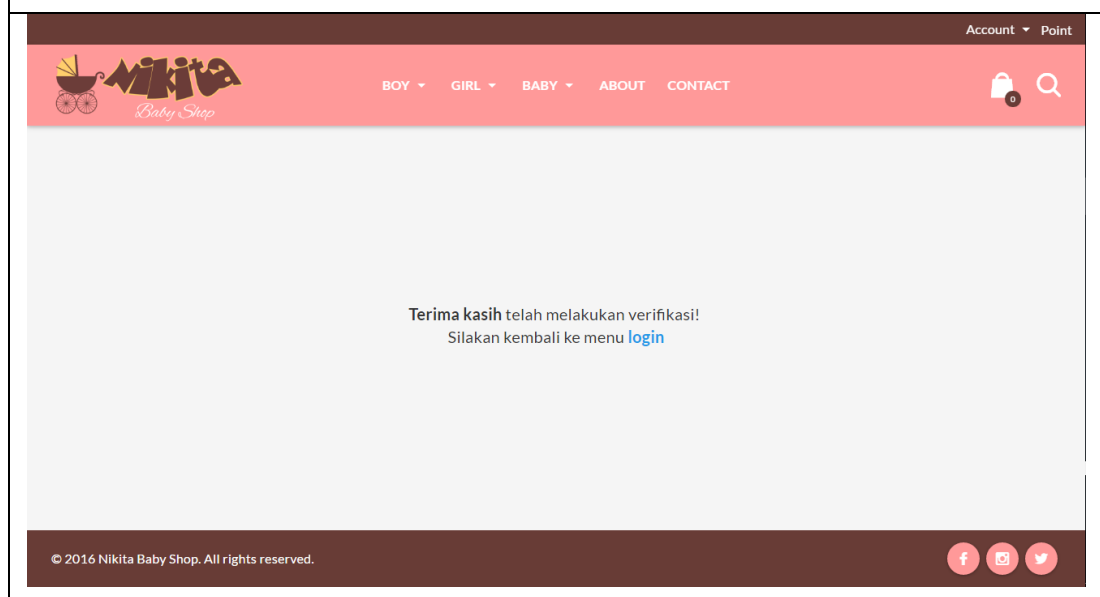 Account Point
Nikita
Baby Shop
BOY GIRL BABY ABOUT CONTACT
0
Terima kasih telah melakukan verifikasi!
Silakan kembali ke menu login
© 2016 Nikita Baby Shop. All rights reserved.